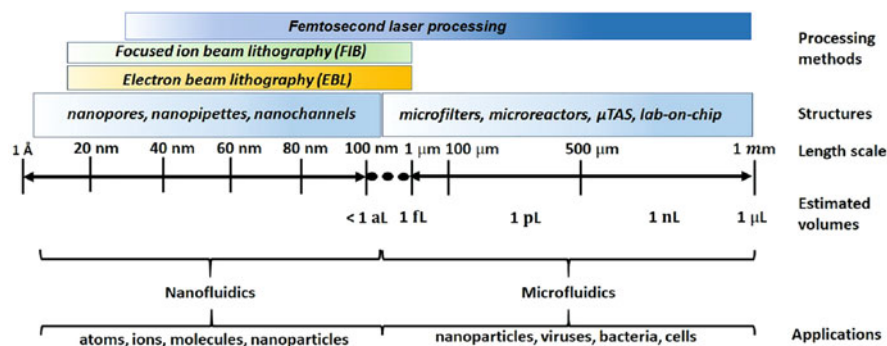 Femtosecond laser processing
Processing
methods
Focused ion beam lithography (FIB)
Electron beam lithography (EBL)
nanopores, nanopipettes, nanochannels
microfilters, microreactors, μTAS, lab-on-chip
Structures
1 Å 20 nm 40 nm 60 nm 80 nm 100 nm 1 μm 100 μm 500 μm 1 mm Length scale
< 1 aL 1 fL 1 pL 1 nL 1 μL
Estimated
volumes
Nanofluidics Microfluidics
atoms, ions, molecules, nanoparticles nanoparticles, viruses, bacteria, cells Applications